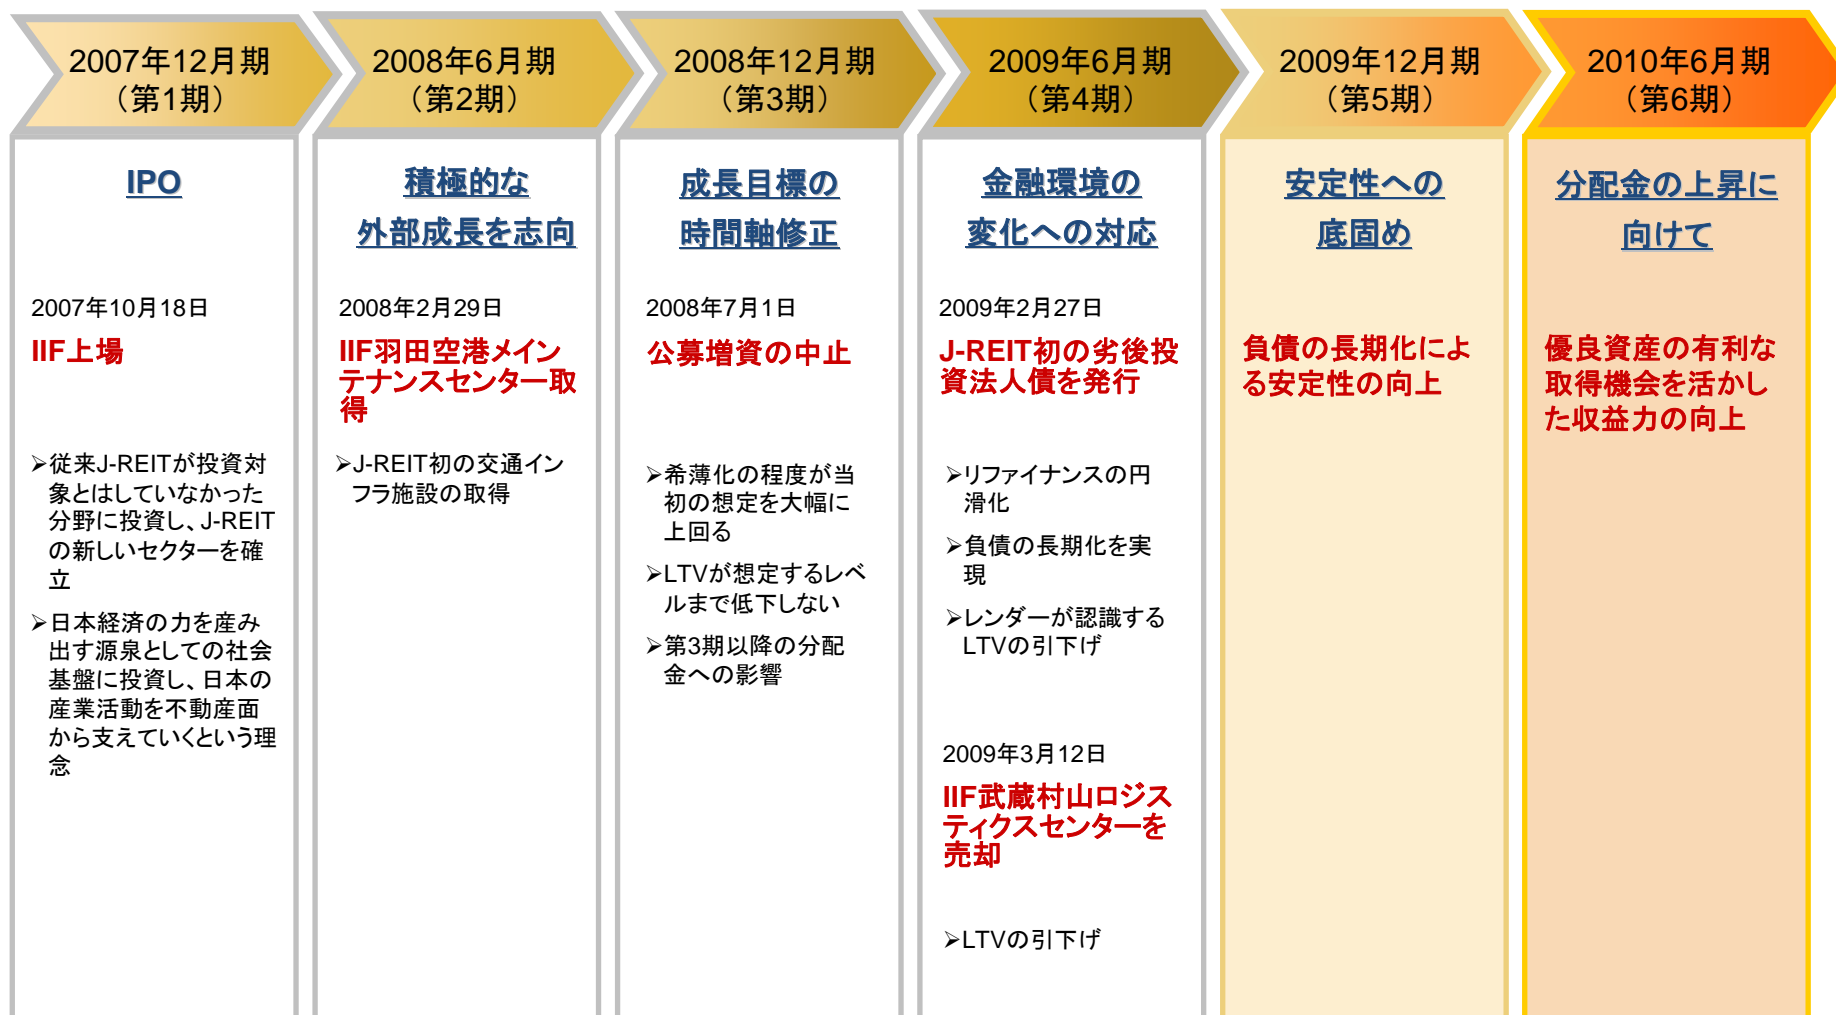 2007年12月期
（第1期）
IPO
2007年10月18日
IIF上場
➢従来J-REITが投資対
象とはしていなかった
分野に投資し、J-REIT
の新しいセクターを確
立
➢日本経済の力を産み
出す源泉としての社会
基盤に投資し、日本の
産業活動を不動産面
から支えていくという理
念
2008年6月期
（第2期）
積極的な
外部成長を志向
2008年2月29日
IIF羽田空港メイン
テナンスセンター取
得
➢J-REIT初の交通イン
フラ施設の取得
2008年12月期
（第3期）
成長目標の
時間軸修正
2008年7月1日
公募増資の中止
➢希薄化の程度が当
初の想定を大幅に
上回る
➢LTVが想定するレベ
ルまで低下しない
➢第3期以降の分配
金への影響
2009年6月期
（第4期）
金融環境の
変化への対応
2009年2月27日
J-REIT初の劣後投
資法人債を発行
➢リファイナンスの円
滑化
➢負債の長期化を実
現
➢レンダーが認識する
LTVの引下げ
2009年3月12日
IIF武蔵村山ロジス
ティクスセンターを
売却
➢LTVの引下げ
2009年12月期
（第5期）
安定性への
底固め
負債の長期化によ
る安定性の向上
2010年6月期
（第6期）
分配金の上昇に
向けて
優良資産の有利な
取得機会を活かし
た収益力の向上